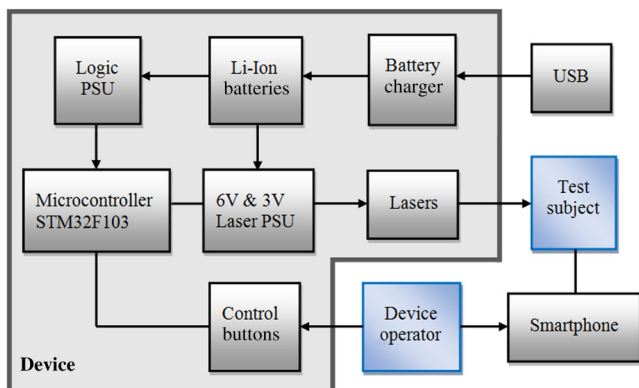 Logic
PSU
Li-Ion
batteries
Battery
charger
USB
Microcontroller
STM32F103
6V & 3V
Laser PSU
Lasers
Test
subject
Control
buttons
Device
operator
Smartphone
Device